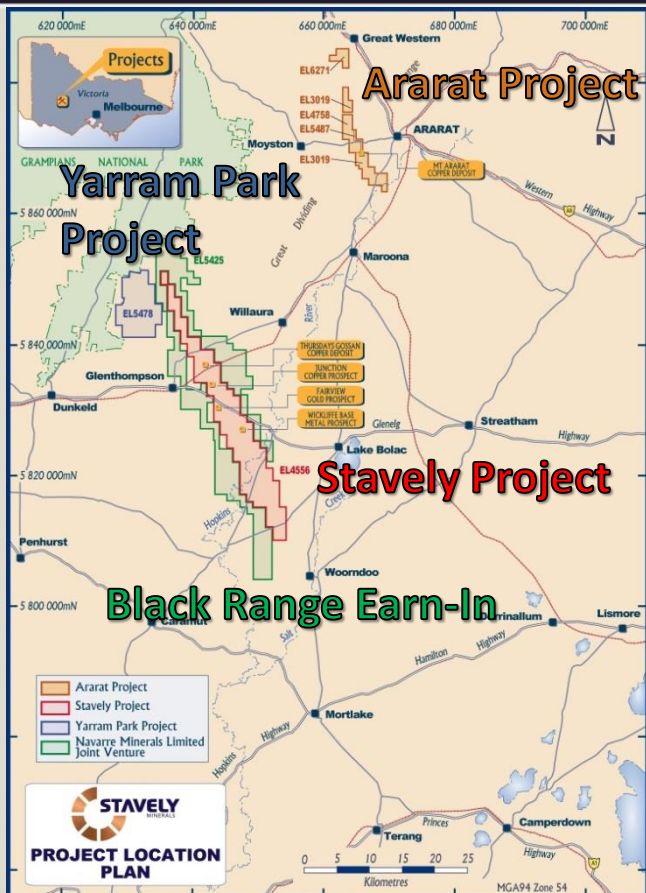 620 000mE
640 000mE
660 000mE
700 000mE
Great Western
Projects
Victoria
Melbourne
EL6271
Ararat Project
EL3019
EL4758
EL5487
EL3019
ARARAT
Moyston
N
MT ARARAT
COPPER DEPOSIT
GRAMPIANS NATIONAL PARK
Western Highway
A8
Yarram Park
Project
5 860 000mN
Great Dividing
Maroona
EL5425
EL5478
Willaura
River
5 840 000mN
THURSDAYS GOSSAN
COPPER DEPOSIT
JUNCTION
COPPER PROSPECT
FAIRVIEW
GOLD PROSPECT
WICKLIFFE BASE
METAL PROSPECT
Glenthompson
Dunkeld
Glenelg Highway
Streatham
Lake Bolac
5 820 000mN
EL4556
Stavely Project
Hopkins
Creek
Penhurst
Woorndoo
5 800 000mN
Black Range Earn-In
Caramut
Derrinallum
Lismore
Salt
Hamilton Highway
Ararat Project
Stavely Project
Yarram Park Project
Navarre Minerals Limited
Joint Venture
Mortlake
Hopkins Highway
STAVELY
MINERALS
PROJECT LOCATION
PLAN
Princes Highway
Camperdown
Terang
A1
0 5 10 15 20 25
Kilometres
MGA94 Zone 54